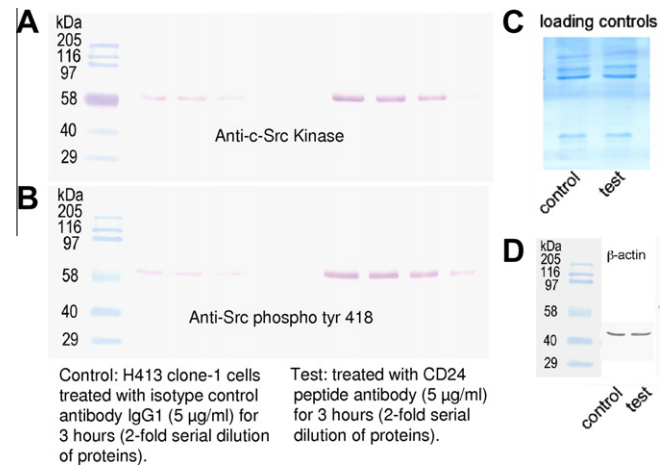 A
kDa
205
116
97
58
40
29
Anti-c-Src Kinase
B
kDa
205
116
97
58
40
29
Anti-Src phospho tyr 418
Control: H413 clone-1 cells
treated with isotype control
antibody IgG1 (5 µg/ml) for
3 hours (2-fold serial dilution
of proteins).
Test: treated with CD24
peptide antibody (5 µg/ml)
for 3 hours (2-fold serial
dilution of proteins).
C
loading controls
control
test
D
kDa
205
116
97
58
40
29
β-actin
control
test